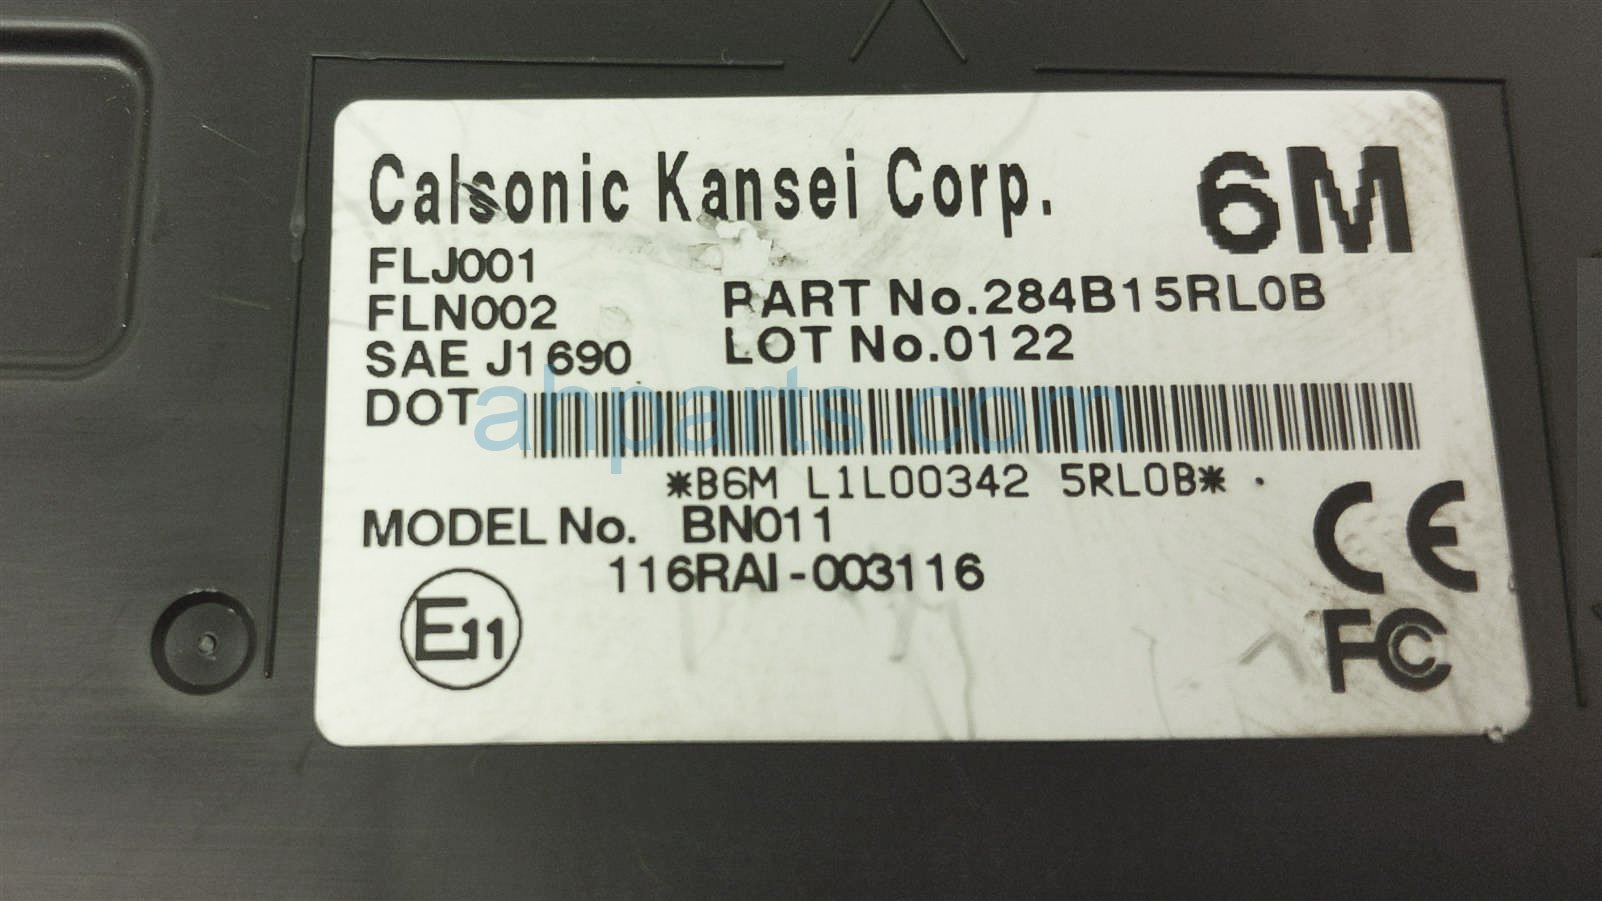 Calsonic Kansei Corp. 6M
FLJ001
FLN002
PART No.284B15RL0B
SAE J1690
LOT No.0122
DOT
ahparts.com
*B6M L1L00342 5RL0B*
MODEL No. BN011
116RAI-003116
E11
CE
FC